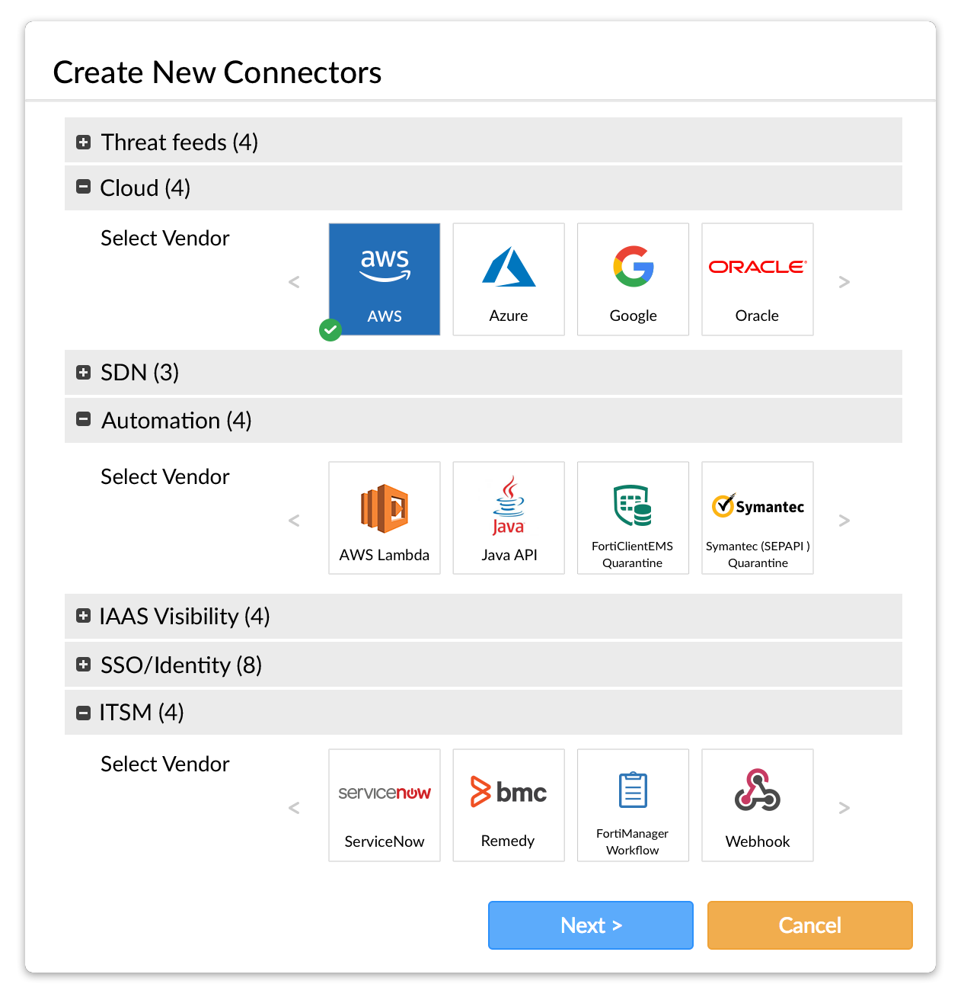 Create New Connectors
Threat feeds (4)
Cloud (4)
Select Vendor
< aws ORACLE >
AWS Azure Google Oracle
SDN (3)
Automation (4)
Select Vendor
< Java Symantec >
AWS Lambda Java API FortiClientEMS Quarantine Symantec (SEPAPI ) Quarantine
IAAS Visibility (4)
SSO/Identity (8)
ITSM (4)
Select Vendor
< servicenow bmc >
ServiceNow Remedy FortiManager Workflow Webhook
Next > Cancel